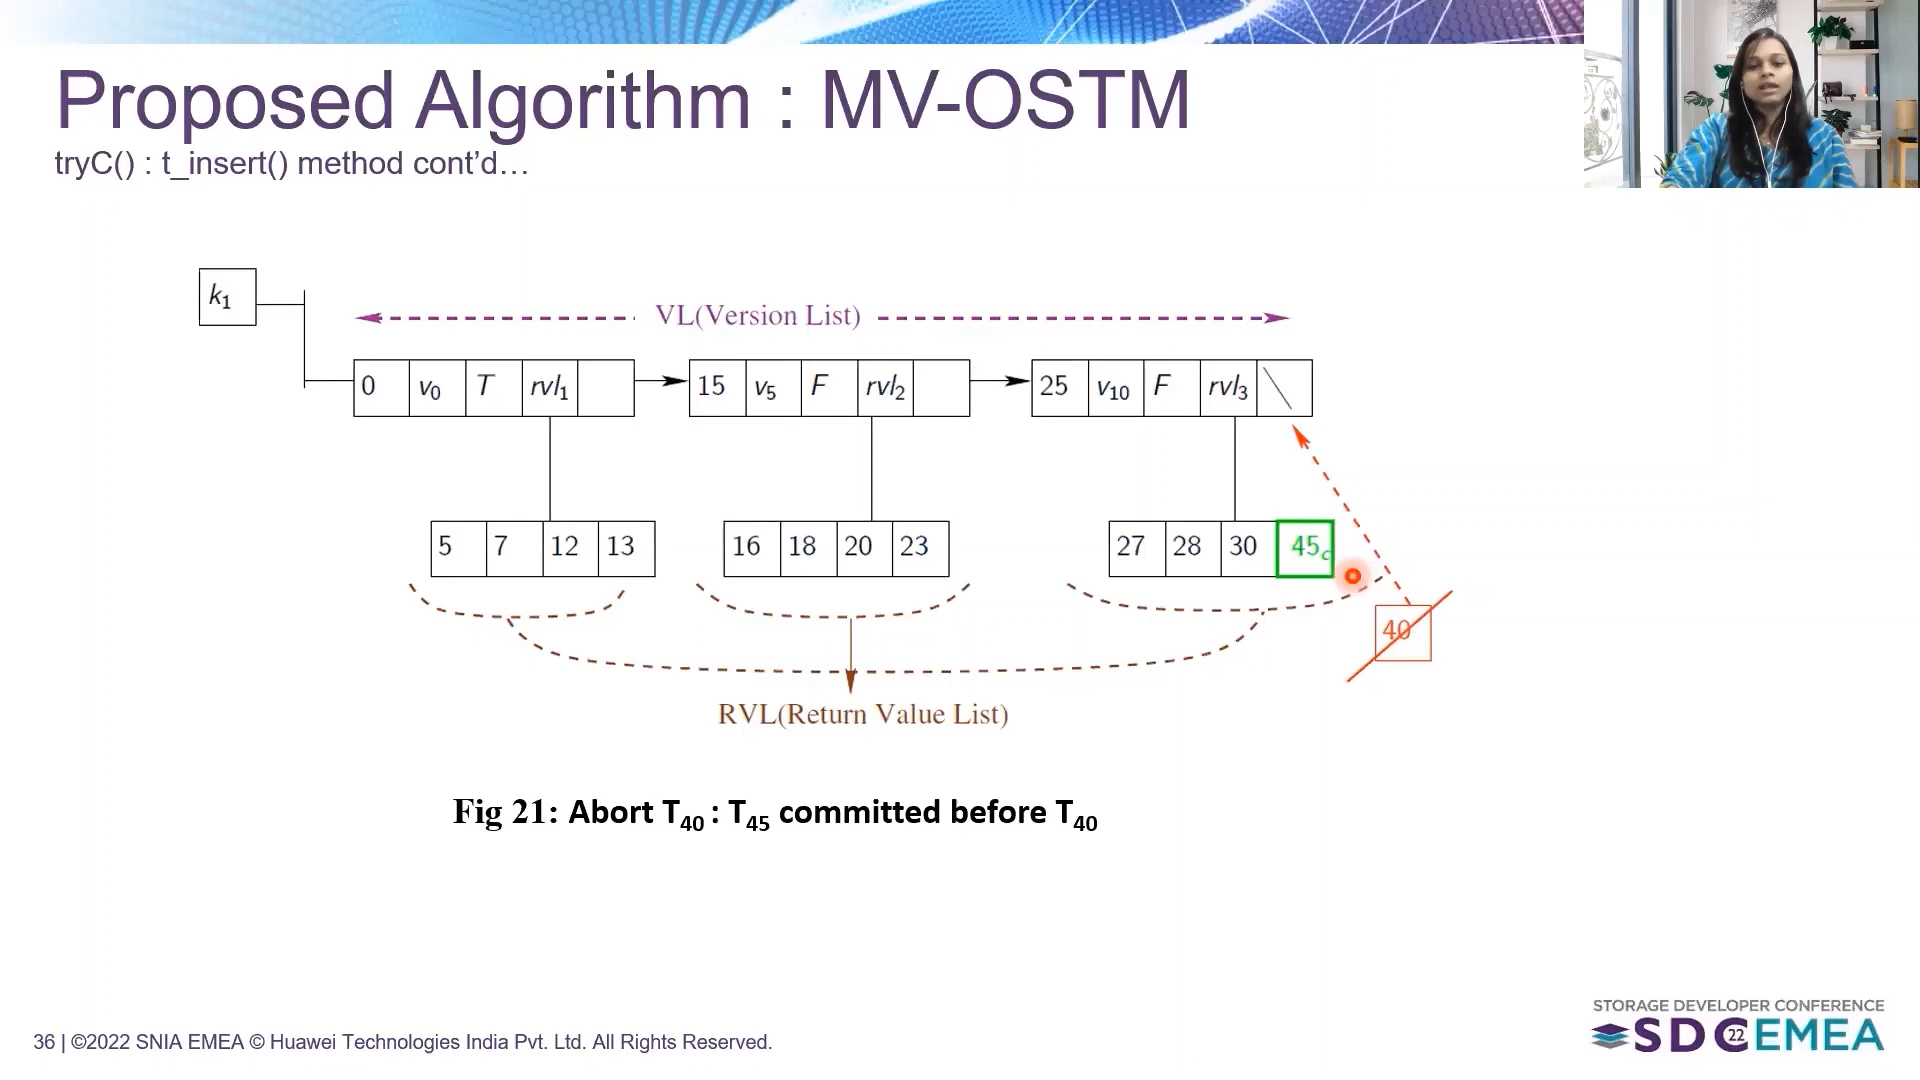 Proposed Algorithm : MV-OSTM
tryC() : t_insert() method cont’d…
k1
VL(Version List)
0 v0 T rvl1
15 v5 F rvl2
25 v10 F rvl3
5 7 12 13
16 18 20 23
27 28 30 45c
40
RVL(Return Value List)
Fig 21: Abort T40 : T45 committed before T40
STORAGE DEVELOPER CONFERENCE
SDC22EMEA
36 | ©2022 SNIA EMEA © Huawei Technologies India Pvt. Ltd. All Rights Reserved.